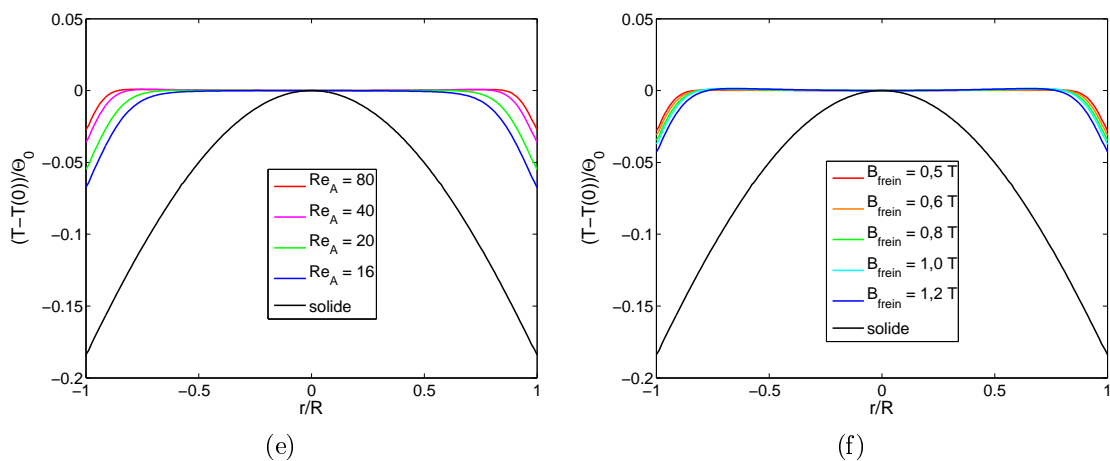 0.05
0
−0.05
−0.1
−0.15
−0.2
(T−T(0))/Θ0
Re_A = 80
Re_A = 40
Re_A = 20
Re_A = 16
solide
−1
−0.5
0
0.5
1
r/R
(e)
0.05
0
−0.05
−0.1
−0.15
−0.2
(T−T(0))/Θ0
B_frein = 0,5 T
B_frein = 0,6 T
B_frein = 0,8 T
B_frein = 1,0 T
B_frein = 1,2 T
solide
−1
−0.5
0
0.5
1
r/R
(f)